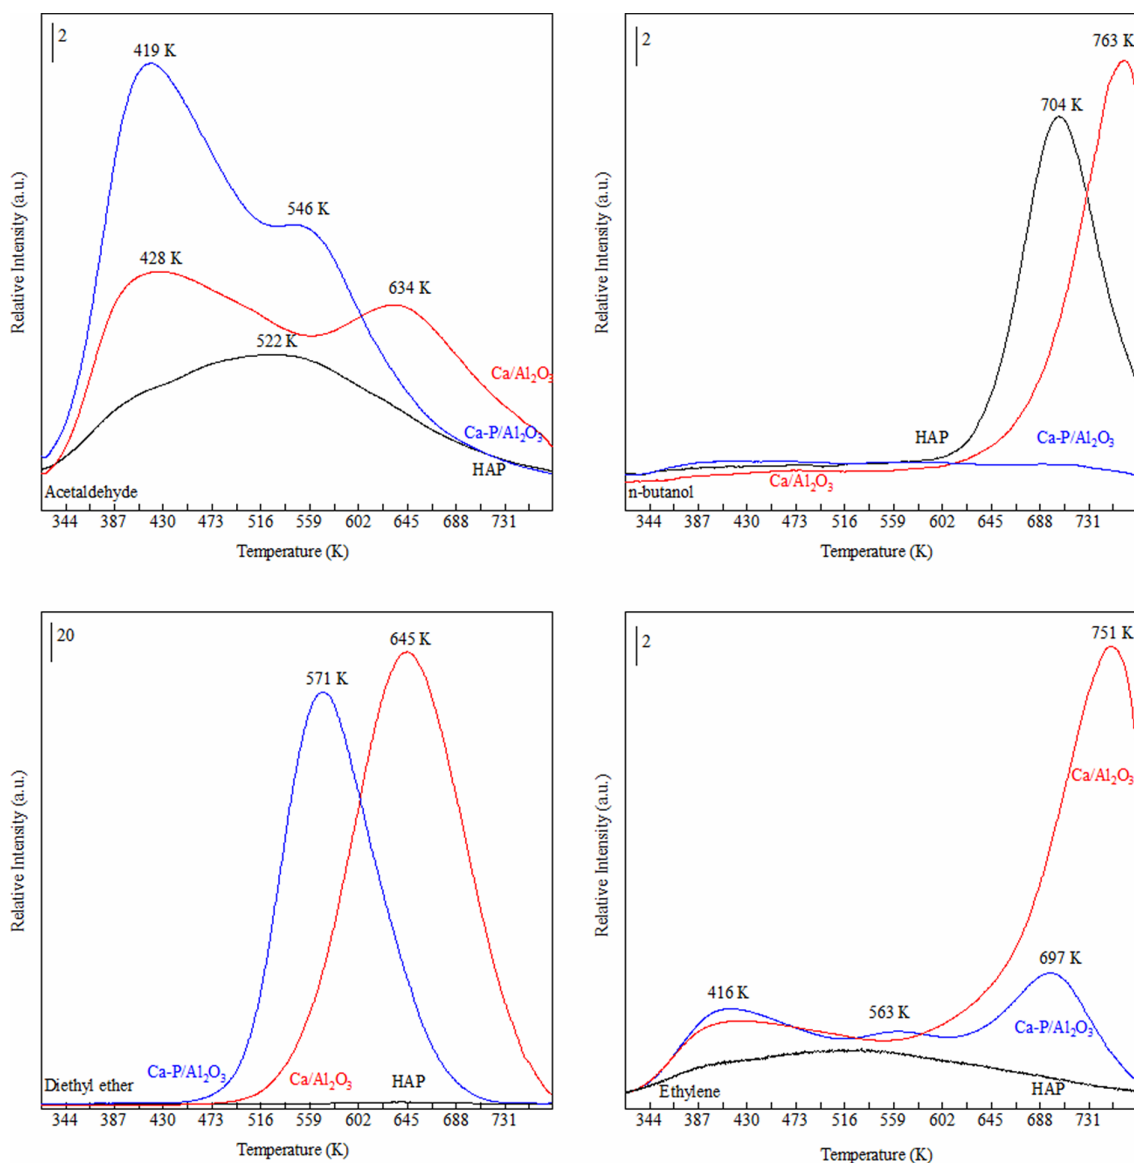 2
419 K
546 K
428 K
634 K
522 K
Ca/Al₂O₃
Ca-P/Al₂O₃
HAP
Acetaldehyde
Relative Intensity (a.u.)
344 387 430 473 516 559 602 645 688 731
Temperature (K)
2
763 K
704 K
HAP
Ca-P/Al₂O₃
Ca/Al₂O₃
n-butanol
Relative Intensity (a.u.)
344 387 430 473 516 559 602 645 688 731
Temperature (K)
20
645 K
571 K
Ca-P/Al₂O₃
Ca/Al₂O₃
HAP
Diethyl ether
Relative Intensity (a.u.)
344 387 430 473 516 559 602 645 688 731
Temperature (K)
2
751 K
Ca/Al₂O₃
697 K
416 K
563 K
Ca-P/Al₂O₃
HAP
Ethylene
Relative Intensity (a.u.)
344 387 430 473 516 559 602 645 688 731
Temperature (K)